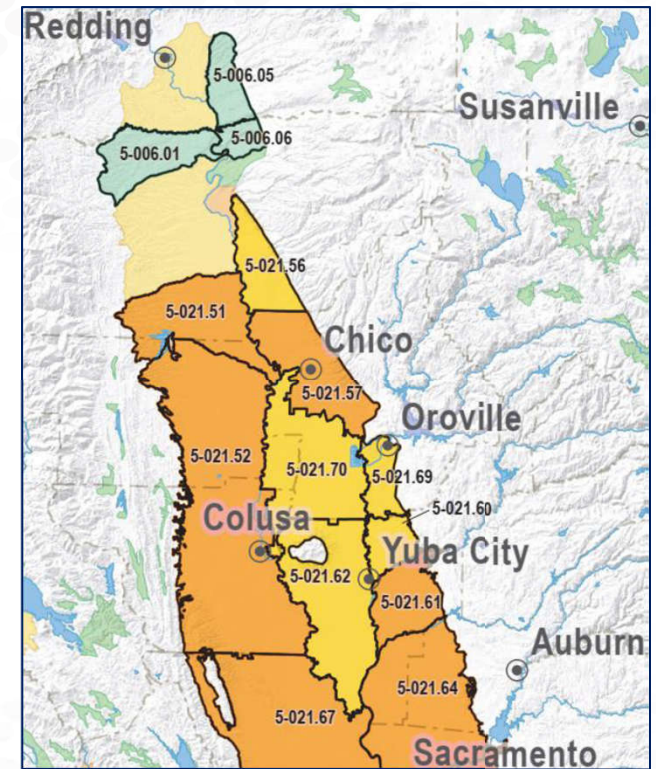 Redding
5-006.05
Susanville
5-006.01
5-006.06
5-021.56
5-021.51
Chico
5-021.57
Oroville
5-021.52
5-021.70
5-021.69
5-021.60
Colusa
Yuba City
5-021.62
5-021.61
Auburn
5-021.64
5-021.67
Sacramento